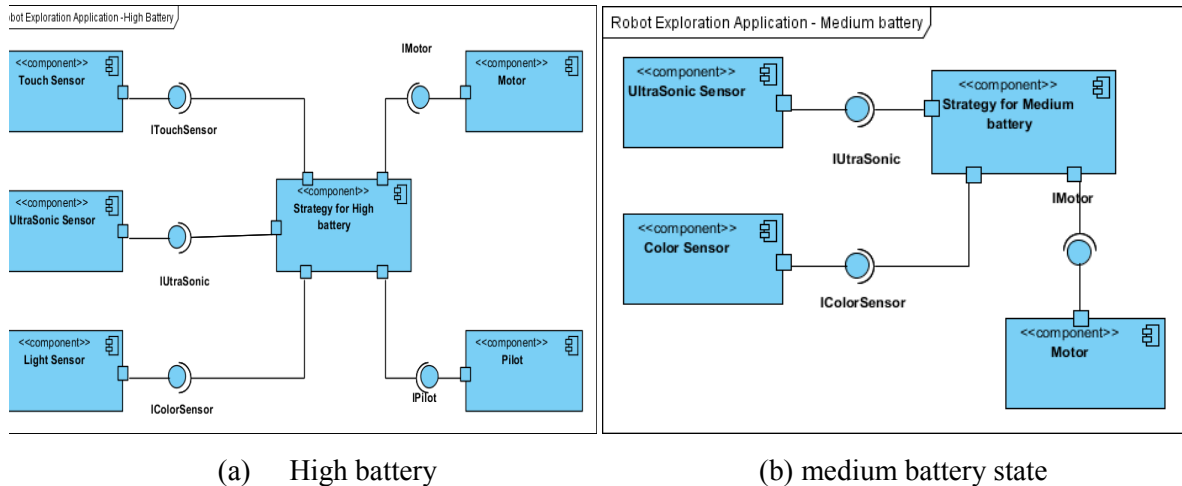 obot Exploration Application -High Battery
<<component>>
Touch Sensor
ITouchSensor
IMotor
<<component>>
Motor
<<component>>
UltraSonic Sensor
IUtraSonic
<<component>>
Strategy for High
battery
<<component>>
Light Sensor
IColorSensor
IPilot
<<component>>
Pilot
(a) High battery
Robot Exploration Application - Medium battery
<<component>>
UltraSonic Sensor
IUtraSonic
<<component>>
Strategy for Medium
battery
IMotor
<<component>>
Color Sensor
IColorSensor
<<component>>
Motor
(b) medium battery state